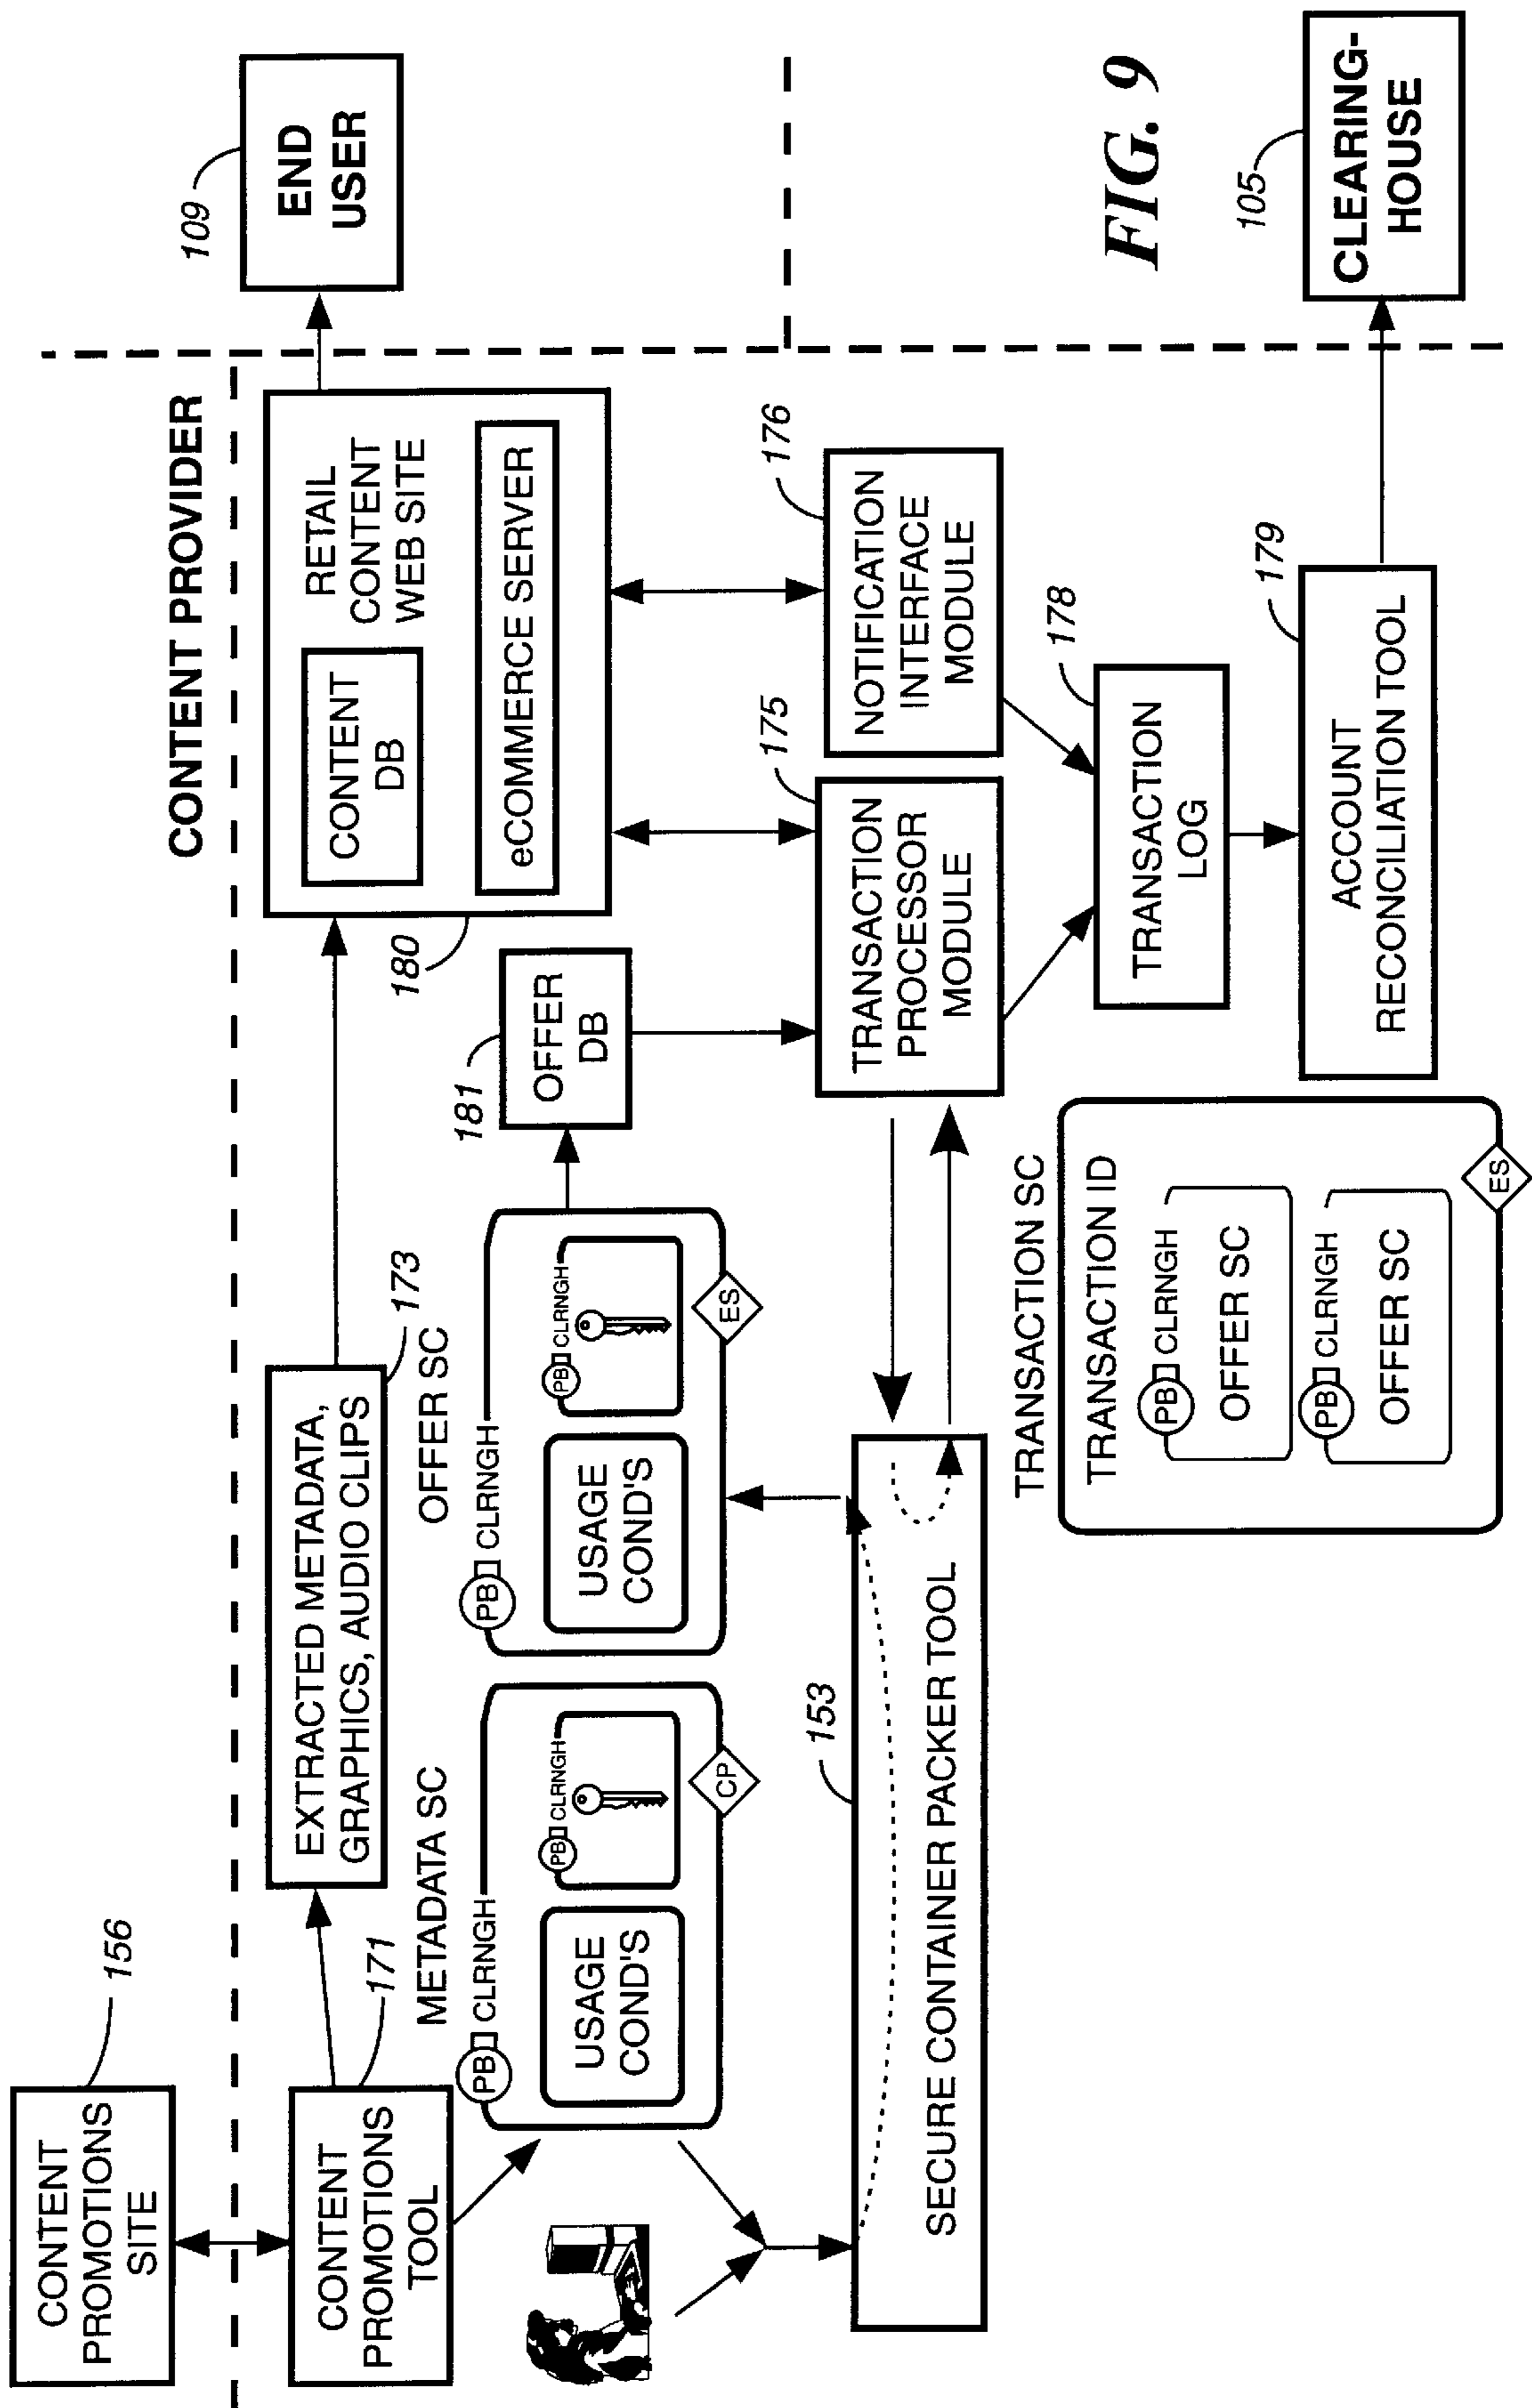 CONTENT
PROMOTIONS
SITE
156
CONTENT PROVIDER
109
END
USER
CONTENT
PROMOTIONS
TOOL
171
EXTRACTED METADATA,
GRAPHICS, AUDIO CLIPS
173
RETAIL
CONTENT
WEB SITE
CONTENT
DB
eCOMMERCE SERVER
180
METADATA SC
PB CLRNGH
USAGE
COND'S
PB CLRNGH
CP
OFFER SC
PB CLRNGH
USAGE
COND'S
PB CLRNGH
ES
181
OFFER
DB
153
SECURE CONTAINER PACKER TOOL
175
TRANSACTION
PROCESSOR
MODULE
176
NOTIFICATION
INTERFACE
MODULE
TRANSACTION SC
TRANSACTION ID
PB CLRNGH
OFFER SC
PB CLRNGH
OFFER SC
ES
178
TRANSACTION
LOG
179
ACCOUNT
RECONCILIATION TOOL
FIG. 9
105
CLEARING-
HOUSE